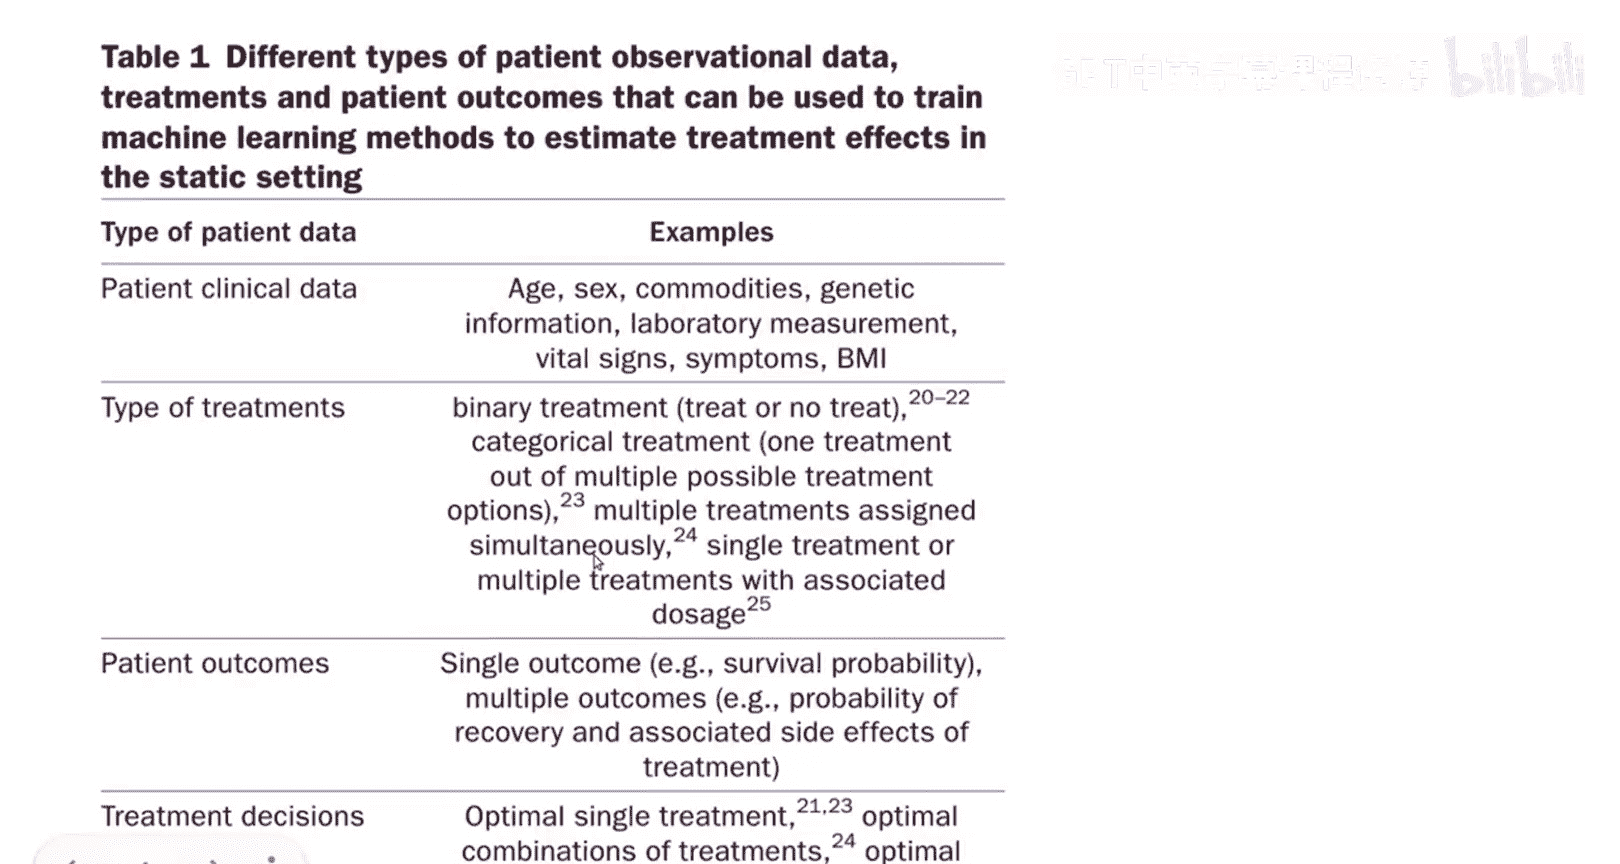 Table 1 Different types of patient observational data,
treatments and patient outcomes that can be used to train
machine learning methods to estimate treatment effects in
the static setting
Type of patient data Examples
Patient clinical data Age, sex, commodities, genetic
information, laboratory measurement,
vital signs, symptoms, BMI
Type of treatments binary treatment (treat or no treat),20–22
categorical treatment (one treatment
out of multiple possible treatment
options),23 multiple treatments assigned
simultaneously,24 single treatment or
multiple treatments with associated
dosage25
Patient outcomes Single outcome (e.g., survival probability),
multiple outcomes (e.g., probability of
recovery and associated side effects of
treatment)
Treatment decisions Optimal single treatment,21,23 optimal
combinations of treatments,24 optimal
bilibili